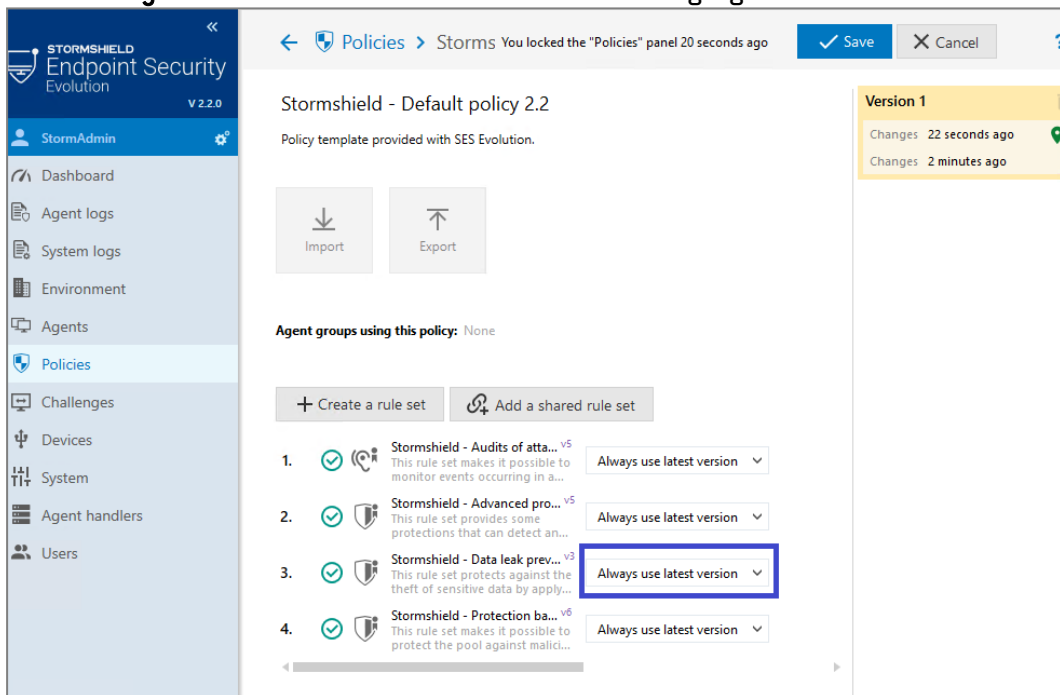 «
STORMSHIELD
Endpoint Security
Evolution
V 2.2.0
StormAdmin
Dashboard
Agent logs
System logs
Environment
Agents
Policies
Challenges
Devices
System
Agent handlers
Users
Policies > Storms You locked the "Policies" panel 20 seconds ago
Save
Cancel
?
Stormshield - Default policy 2.2
Policy template provided with SES Evolution.
Import
Export
Agent groups using this policy: None
+ Create a rule set
Add a shared rule set
1. Stormshield - Audits of atta... v5
This rule set makes it possible to
monitor events occurring in a...
Always use latest version
2. Stormshield - Advanced pro... v5
This rule set provides some
protections that can detect an...
Always use latest version
3. Stormshield - Data leak prev... v3
This rule set protects against the
theft of sensitive data by apply...
Always use latest version
4. Stormshield - Protection ba... v6
This rule set makes it possible to
protect the pool against malici...
Always use latest version
Version 1
Changes 22 seconds ago
Changes 2 minutes ago